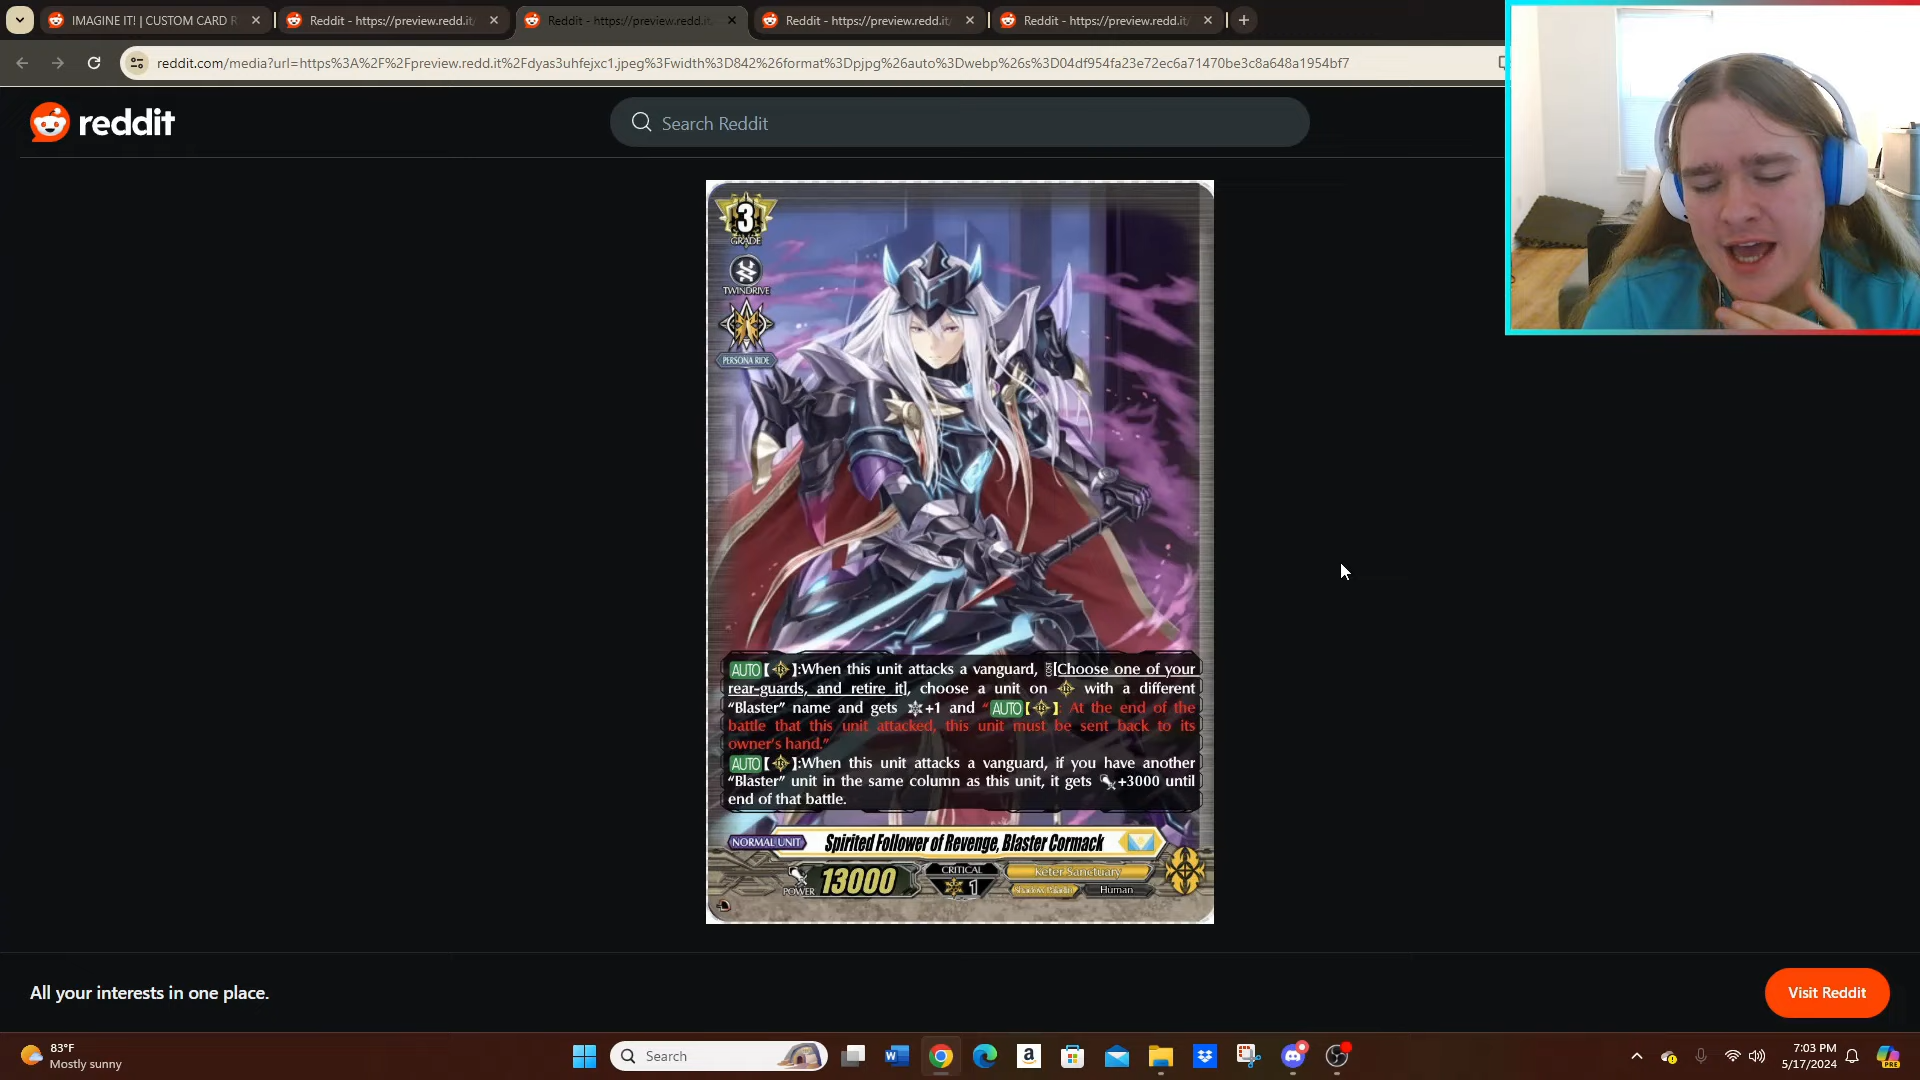 IMAGINE IT! | CUSTOM CARD R
Reddit - https://preview.redd.it/
Reddit - https://preview.redd.it/
Reddit - https://preview.redd.it/
Reddit - https://preview.redd.it/
reddit.com/media?url=https%3A%2F%2Fpreview.redd.it%2Fdyas3uhfejxc1.jpeg%3Fwidth%3D842%26format%3Dpjpg%26auto%3Dwebp%26s%3D04df954fa23e72ec6a71470be3c8a648a1954bf7
reddit
Search Reddit
3
GRADE
TWINDRIVE
PERSONA RIDE
AUTO【 】:When this unit attacks a vanguard, COST[Choose one of your
rear-guards, and retire it], choose a unit on with a different
“Blaster” name and gets +1 and “AUTO【 】: At the end of the
battle that this unit attacked, this unit must be sent back to its
owner's hand.”
AUTO【 】:When this unit attacks a vanguard, if you have another
“Blaster” unit in the same column as this unit, it gets +3000 until
end of that battle.
NORMAL UNIT Spirited Follower of Revenge, Blaster Cormack
POWER 13000 CRITICAL 1 Keter Sanctuary
Shadow Paladin Human
All your interests in one place.
Visit Reddit
83°F
Mostly sunny
Search
7:03 PM
5/17/2024
PRE